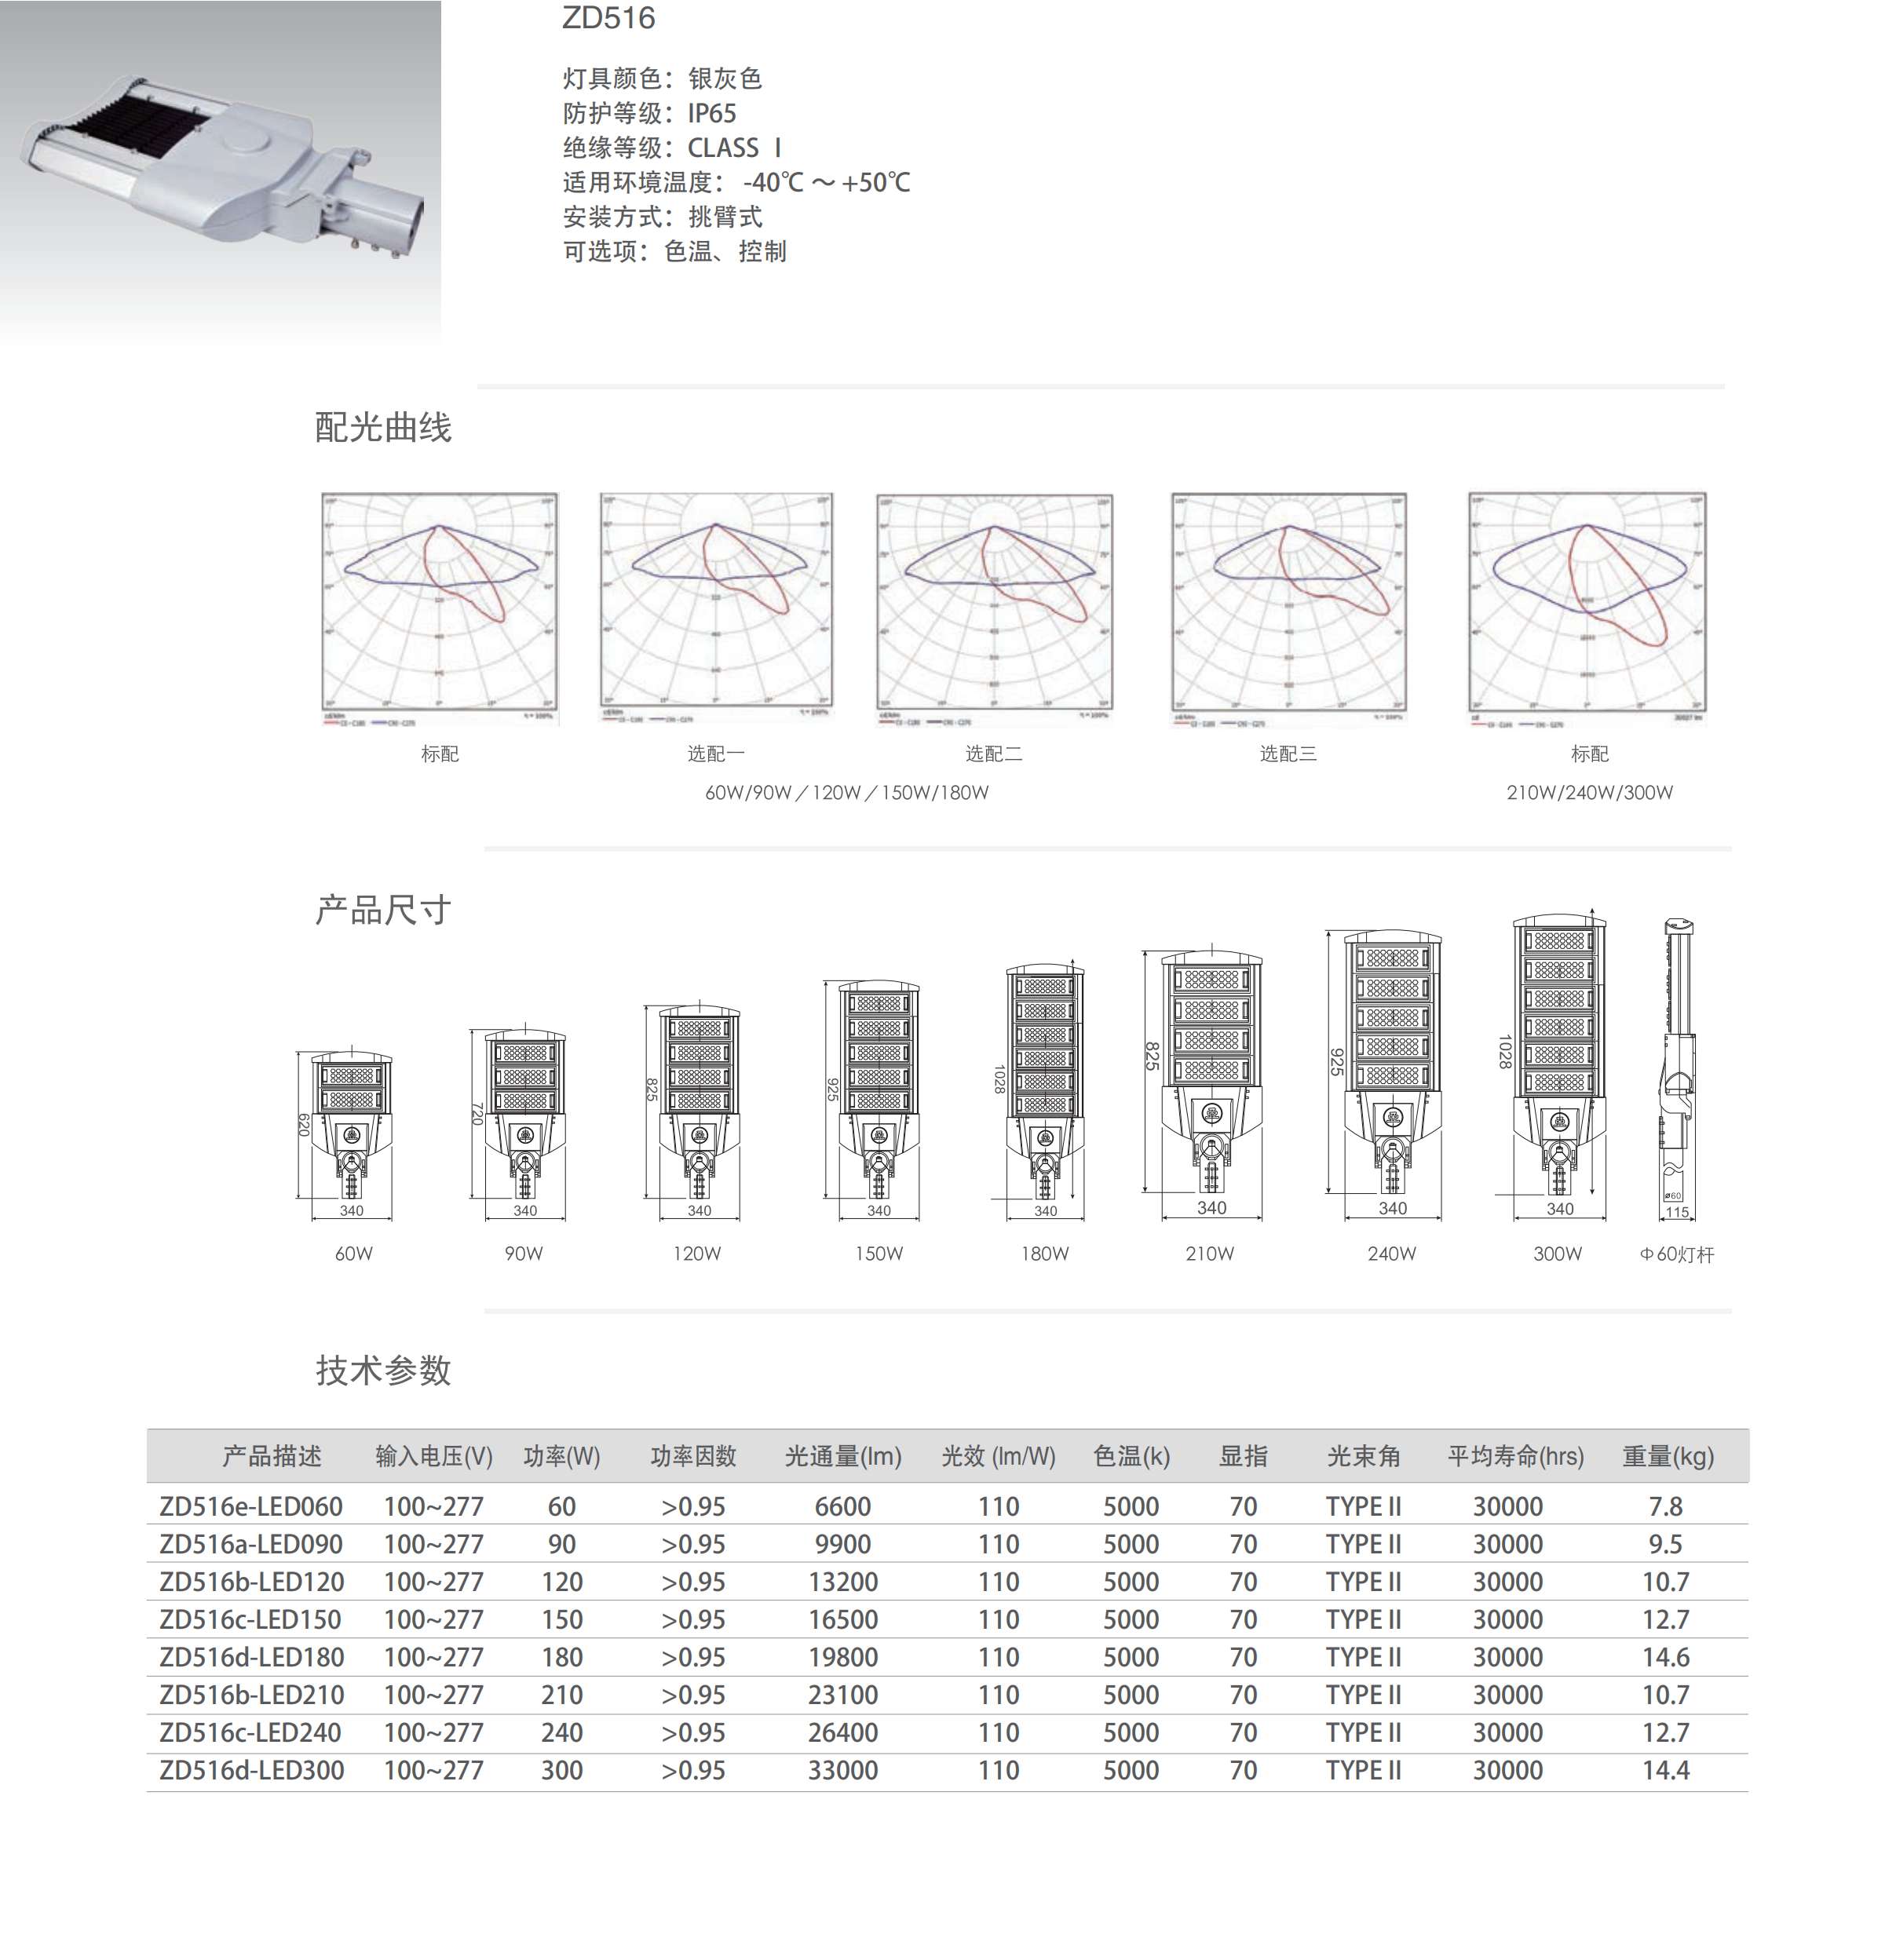 ZD516
灯具颜色：银灰色
防护等级：IP65
绝缘等级：CLASS Ⅰ
适用环境温度： -40℃～+50℃
安装方式：挑臂式
可选项：色温、控制
配光曲线
标配 选配一 选配二 选配三 标配
60W/90W／120W／150W/180W 210W/240W/300W
产品尺寸
620 720 825 925 1028 825 925 1028
ø60
340 340 340 340 340 340 340 340 115
60W 90W 120W 150W 180W 210W 240W 300W Φ60灯杆
技术参数
产品描述 输入电压(V) 功率(W) 功率因数 光通量(lm) 光效 (lm/W) 色温(k) 显指 光束角 平均寿命(hrs) 重量(kg)
ZD516e-LED060 100~277 60 >0.95 6600 110 5000 70 TYPE II 30000 7.8
ZD516a-LED090 100~277 90 >0.95 9900 110 5000 70 TYPE II 30000 9.5
ZD516b-LED120 100~277 120 >0.95 13200 110 5000 70 TYPE II 30000 10.7
ZD516c-LED150 100~277 150 >0.95 16500 110 5000 70 TYPE II 30000 12.7
ZD516d-LED180 100~277 180 >0.95 19800 110 5000 70 TYPE II 30000 14.6
ZD516b-LED210 100~277 210 >0.95 23100 110 5000 70 TYPE II 30000 10.7
ZD516c-LED240 100~277 240 >0.95 26400 110 5000 70 TYPE II 30000 12.7
ZD516d-LED300 100~277 300 >0.95 33000 110 5000 70 TYPE II 30000 14.4